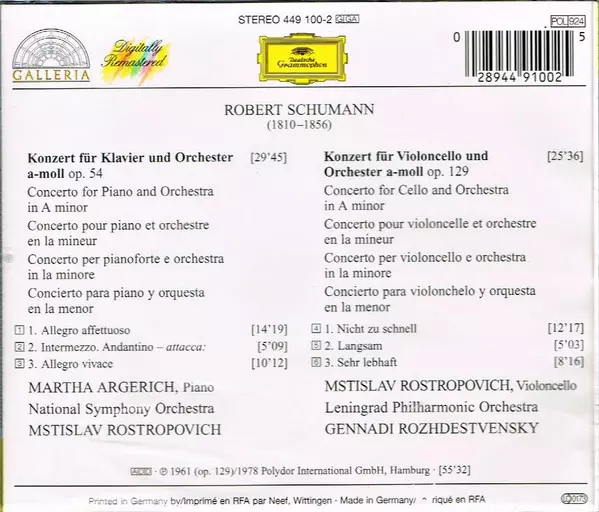 STEREO 449 100-2 GIGA
POL 924
GALLERIA
Digitally
Remastered
Deutsche
Grammophon
0
5
28944 91002
ROBERT SCHUMANN
(1810–1856)
Konzert für Klavier und Orchester [29'45]
a-moll op. 54
Concerto for Piano and Orchestra
in A minor
Concerto pour piano et orchestre
en la mineur
Concerto per pianoforte e orchestra
in la minore
Concierto para piano y orquesta
en la menor
1 1. Allegro affettuoso [14'19]
2 2. Intermezzo. Andantino – attacca: [5'09]
3 3. Allegro vivace [10'12]
MARTHA ARGERICH, Piano
National Symphony Orchestra
MSTISLAV ROSTROPOVICH
Konzert für Violoncello und [25'36]
Orchester a-moll op. 129
Concerto for Cello and Orchestra
in A minor
Concerto pour violoncelle et orchestre
en la mineur
Concerto per violoncello e orchestra
in la minore
Concierto para violonchelo y orquesta
en la menor
4 1. Nicht zu schnell [12'17]
5 2. Langsam [5'03]
6 3. Sehr lebhaft [8'16]
MSTISLAV ROSTROPOVICH, Violoncello
Leningrad Philharmonic Orchestra
GENNADI ROZHDESTVENSKY
ADD · ℗ 1961 (op. 129)/1978 Polydor International GmbH, Hamburg · [55'32]
Printed in Germany by/Imprimé en RFA par Neef, Wittingen · Made in Germany/ riqué en RFA